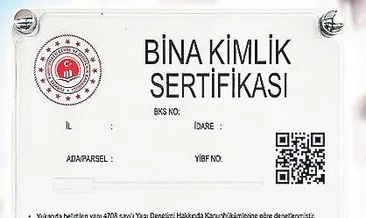 BİNA KİMLİK
SERTİFİKASI
BKS NO:
İL : İDARE :
ADA/PARSEL : YİBF NO:
• Yukarıda belirtilen yapı 4708 sayılı Yapı Denetimi Hakkında Kanun hükümlerine göre denetlenmiştir.